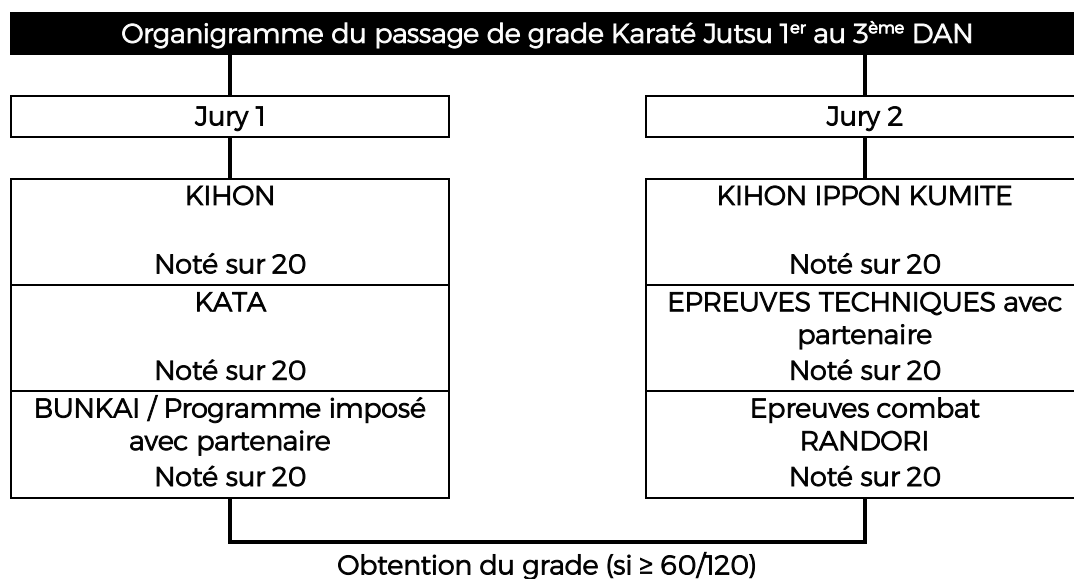 Organigramme du passage de grade Karaté Jutsu 1er au 3ème DAN
Jury 1
KIHON
Noté sur 20
KATA
Noté sur 20
BUNKAI / Programme imposé
avec partenaire
Noté sur 20
Jury 2
KIHON IPPON KUMITE
Noté sur 20
EPREUVES TECHNIQUES avec
partenaire
Noté sur 20
Epreuves combat
RANDORI
Noté sur 20
Obtention du grade (si ≥ 60/120)